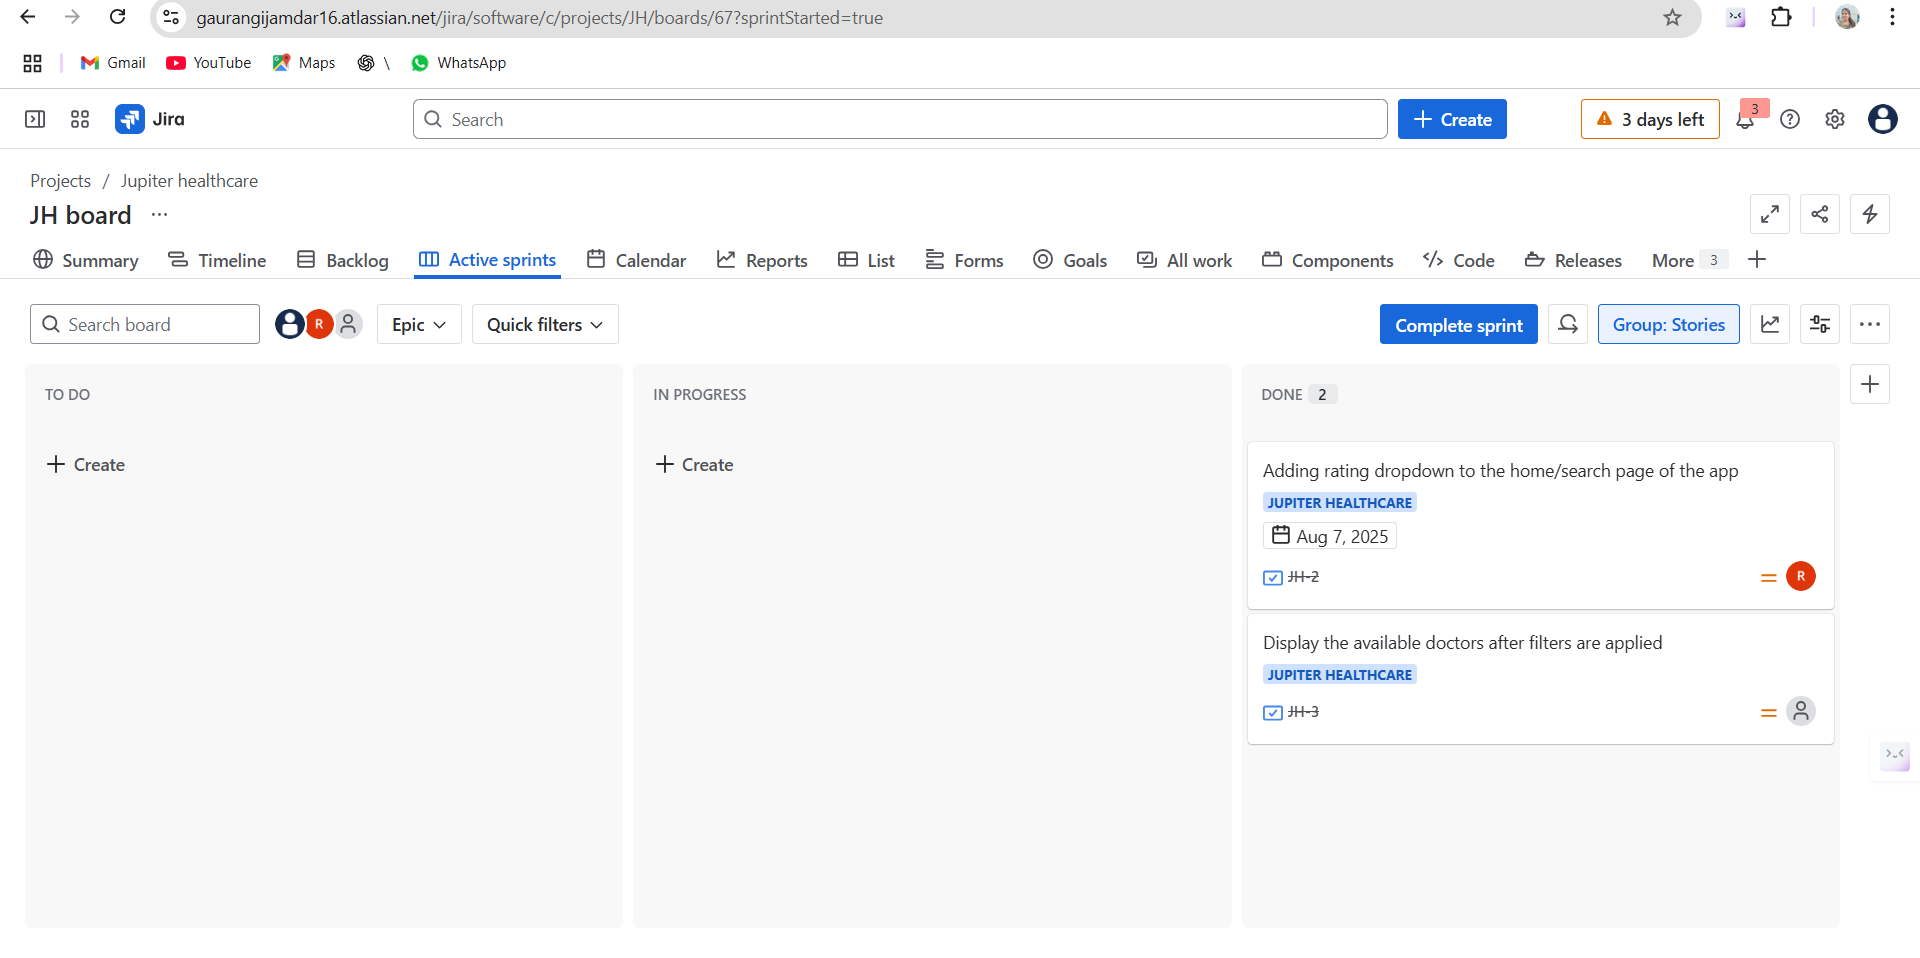 gaurangijamdar16.atlassian.net/jira/software/c/projects/JH/boards/67?sprintStarted=true
Gmail YouTube Maps \ WhatsApp
Jira Search Create 3 days left 3
Projects / Jupiter healthcare
JH board ...
Summary Timeline Backlog Active sprints Calendar Reports List Forms Goals All work Components Code Releases More 3
Search board R Epic Quick filters Complete sprint Group: Stories
TO DO
Create
IN PROGRESS
Create
DONE 2
Adding rating dropdown to the home/search page of the app
JUPITER HEALTHCARE
Aug 7, 2025
JH-2 R
Display the available doctors after filters are applied
JUPITER HEALTHCARE
JH-3